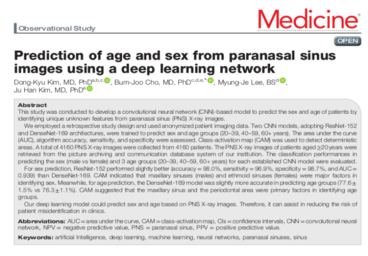 Medicine®
Observational Study
OPEN
Prediction of age and sex from paranasal sinus
images using a deep learning network
Dong-Kyu Kim, MD, PhD, Bum-Joo Cho, MD, PhD, Myung-Je Lee, BS,
Ju Han Kim, MD, PhD
Abstract
This study was conducted to develop a convolutional neural network (CNN)-based model to predict the sex and age of patients by
identifying unique unknown features from paranasal sinus (PNS) X-ray images.
We employed a retrospective study design and used anonymized patient imaging data. Two CNN models, adopting ResNet-152
and DenseNet-169 architectures, were trained to predict sex and age groups (20–39, 40–59, 60+ years). The area under the curve
(AUC), algorithm accuracy, sensitivity, and specificity were assessed. Class-activation map (CAM) was used to detect deterministic
areas. A total of 4160 PNS X-ray images were collected from 4160 patients. The PNS X-ray images of patients aged ≥20 years were
retrieved from the picture archiving and communication database system of our institution. The classification performances in
predicting the sex (male vs female) and 3 age groups (20–39, 40–59, 60+ years) for each established CNN model were evaluated.
For sex prediction, ResNet-152 performed slightly better (accuracy = 98.0%, sensitivity = 96.9%, specificity = 98.7%, and AUC =
0.939) than DenseNet-169. CAM indicated that maxillary sinuses (males) and ethmoid sinuses (females) were major factors in
identifying sex. Meanwhile, for age prediction, the DenseNet-169 model was slightly more accurate in predicting age groups (77.6 ±
1.5% vs 76.3 ± 1.1%). CAM suggested that the maxillary sinus and the periodontal area were primary factors in identifying age
groups.
Our deep learning model could predict sex and age based on PNS X-ray images. Therefore, it can assist in reducing the risk of
patient misidentification in clinics.
Abbreviations: AUC = area under the curve, CAM = class-activation map, CIs = confidence intervals, CNN = convolutional neural
network, NPV = negative predictive value, PNS = paranasal sinus, PPV = positive predictive value.
Keywords: artificial intelligence, deep learning, machine learning, neural networks, paranasal sinuses, sinus